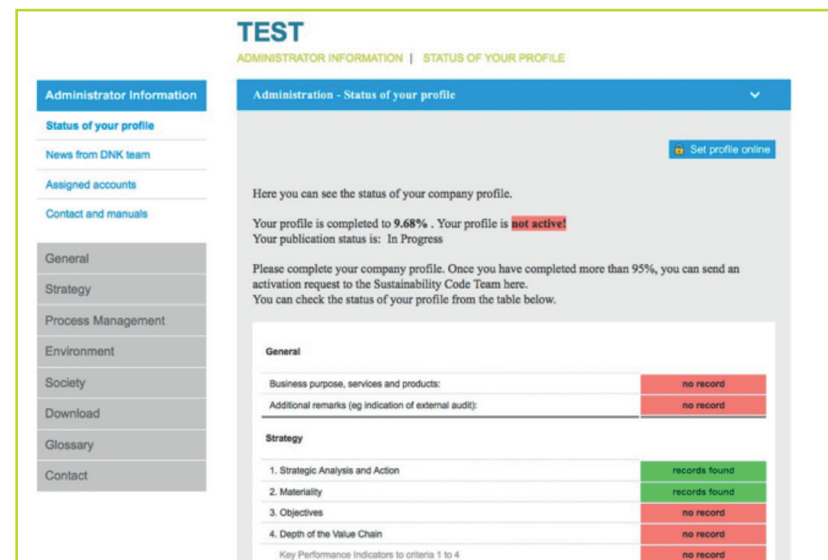 TEST
ADMINISTRATOR INFORMATION | STATUS OF YOUR PROFILE
Administrator Information
Status of your profile
News from DNK team
Assigned accounts
Contact and manuals
General
Strategy
Process Management
Environment
Society
Download
Glossary
Contact
Administration - Status of your profile
Set profile online
Here you can see the status of your company profile.
Your profile is completed to 9.68% . Your profile is not active!
Your publication status is: In Progress
Please complete your company profile. Once you have completed more than 95%, you can send an
activation request to the Sustainability Code Team here.
You can check the status of your profile from the table below.
General
Business purpose, services and products: no record
Additional remarks (eg indication of external audit): no record
Strategy
1. Strategic Analysis and Action records found
2. Materiality records found
3. Objectives no record
4. Depth of the Value Chain no record
Key Performance Indicators to criteria 1 to 4 no record